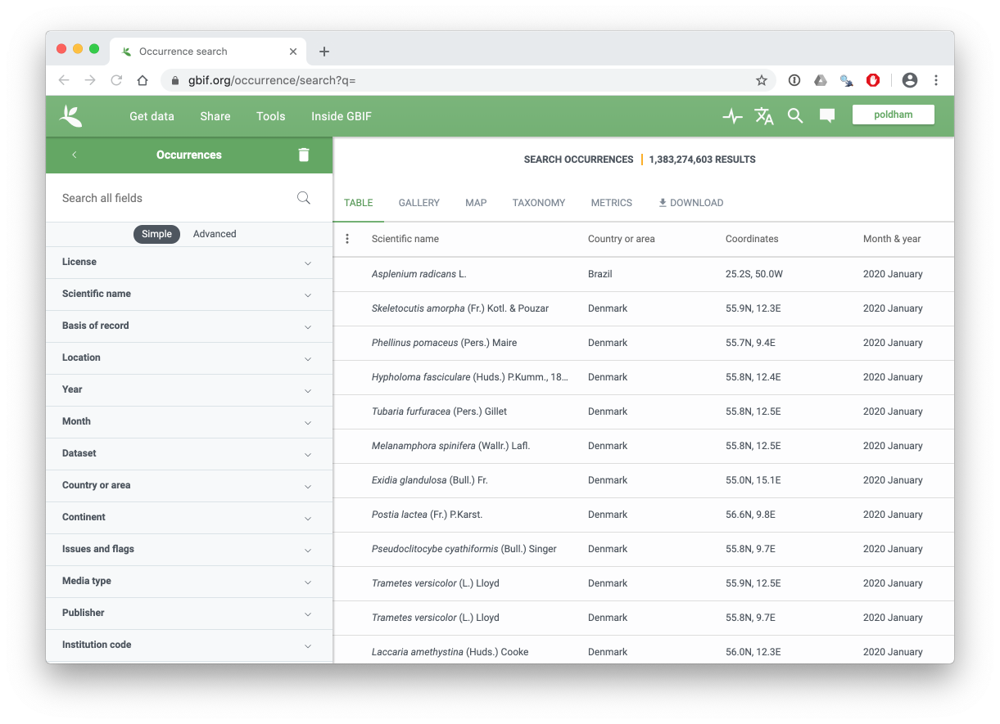 Occurrence search
gbif.org/occurrence/search?q=
Get data Share Tools Inside GBIF poldham
Occurrences
Search all fields
Simple Advanced
License
Scientific name
Basis of record
Location
Year
Month
Dataset
Country or area
Continent
Issues and flags
Media type
Publisher
Institution code
SEARCH OCCURRENCES 1,383,274,603 RESULTS
TABLE GALLERY MAP TAXONOMY METRICS DOWNLOAD
Scientific name Country or area Coordinates Month & year
Asplenium radicans L. Brazil 25.2S, 50.0W 2020 January
Skeletocutis amorpha (Fr.) Kotl. & Pouzar Denmark 55.9N, 12.3E 2020 January
Phellinus pomaceus (Pers.) Maire Denmark 55.7N, 9.4E 2020 January
Hypholoma fasciculare (Huds.) P.Kumm., 18... Denmark 55.8N, 12.4E 2020 January
Tubaria furfuracea (Pers.) Gillet Denmark 55.8N, 12.5E 2020 January
Melanamphora spinifera (Wallr.) Lafl. Denmark 55.8N, 12.5E 2020 January
Exidia glandulosa (Bull.) Fr. Denmark 55.0N, 15.1E 2020 January
Postia lactea (Fr.) P.Karst. Denmark 56.6N, 9.8E 2020 January
Pseudoclitocybe cyathiformis (Bull.) Singer Denmark 55.8N, 9.7E 2020 January
Trametes versicolor (L.) Lloyd Denmark 55.9N, 12.5E 2020 January
Trametes versicolor (L.) Lloyd Denmark 55.8N, 9.7E 2020 January
Laccaria amethystina (Huds.) Cooke Denmark 56.0N, 12.3E 2020 January